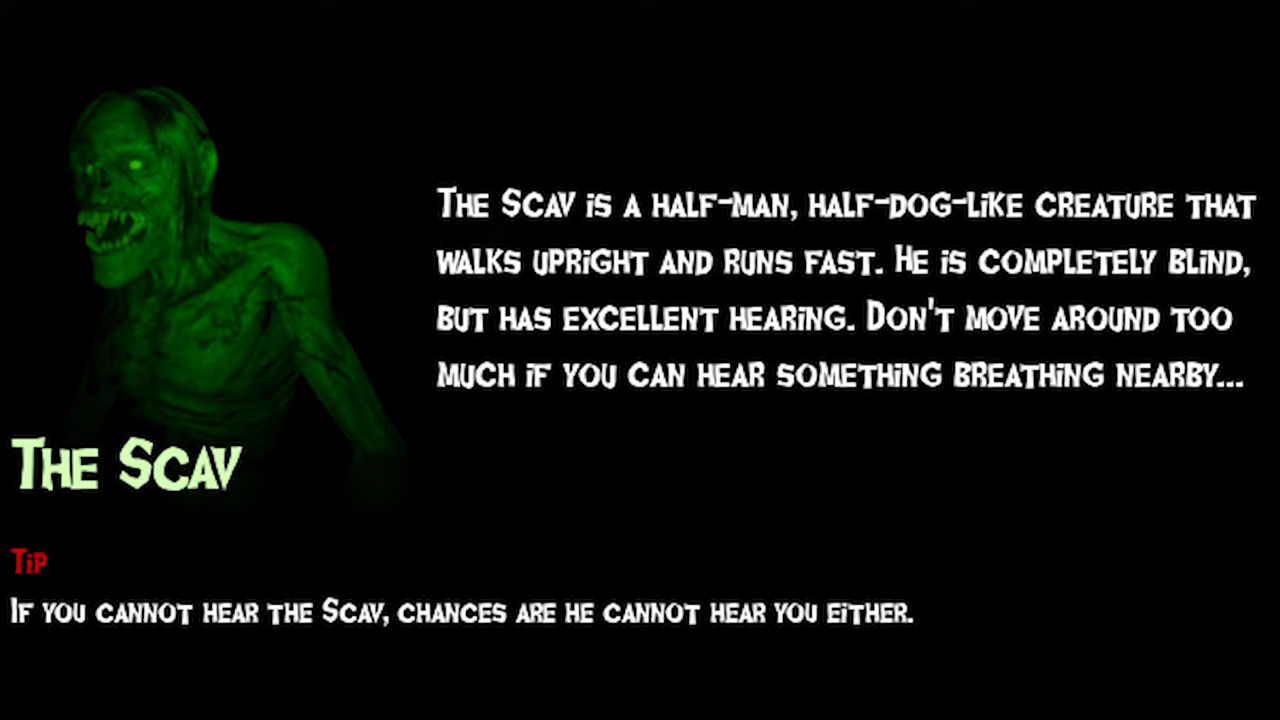 The Scav is a half-man, half-dog-like creature that
walks upright and runs fast. He is completely blind,
but has excellent hearing. Don't move around too
much if you can hear something breathing nearby...
The Scav
Tip
If you cannot hear the Scav, chances are he cannot hear you either.